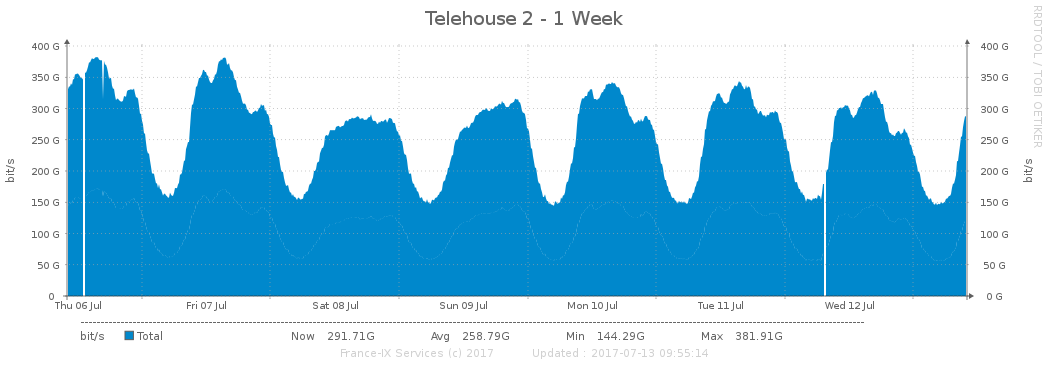 Telehouse 2 - 1 Week
RRDTOOL / TOBI OETIKER
400 G 400 G
350 G 350 G
300 G 300 G
250 G 250 G
200 G 200 G
150 G 150 G
100 G 100 G
50 G 50 G
0 0 G
bit/s bit/s
Thu 06 Jul Fri 07 Jul Sat 08 Jul Sun 09 Jul Mon 10 Jul Tue 11 Jul Wed 12 Jul
bit/s Total Now 291.71G Avg 258.79G Min 144.29G Max 381.91G
France-IX Services (c) 2017 Updated : 2017-07-13 09:55:14